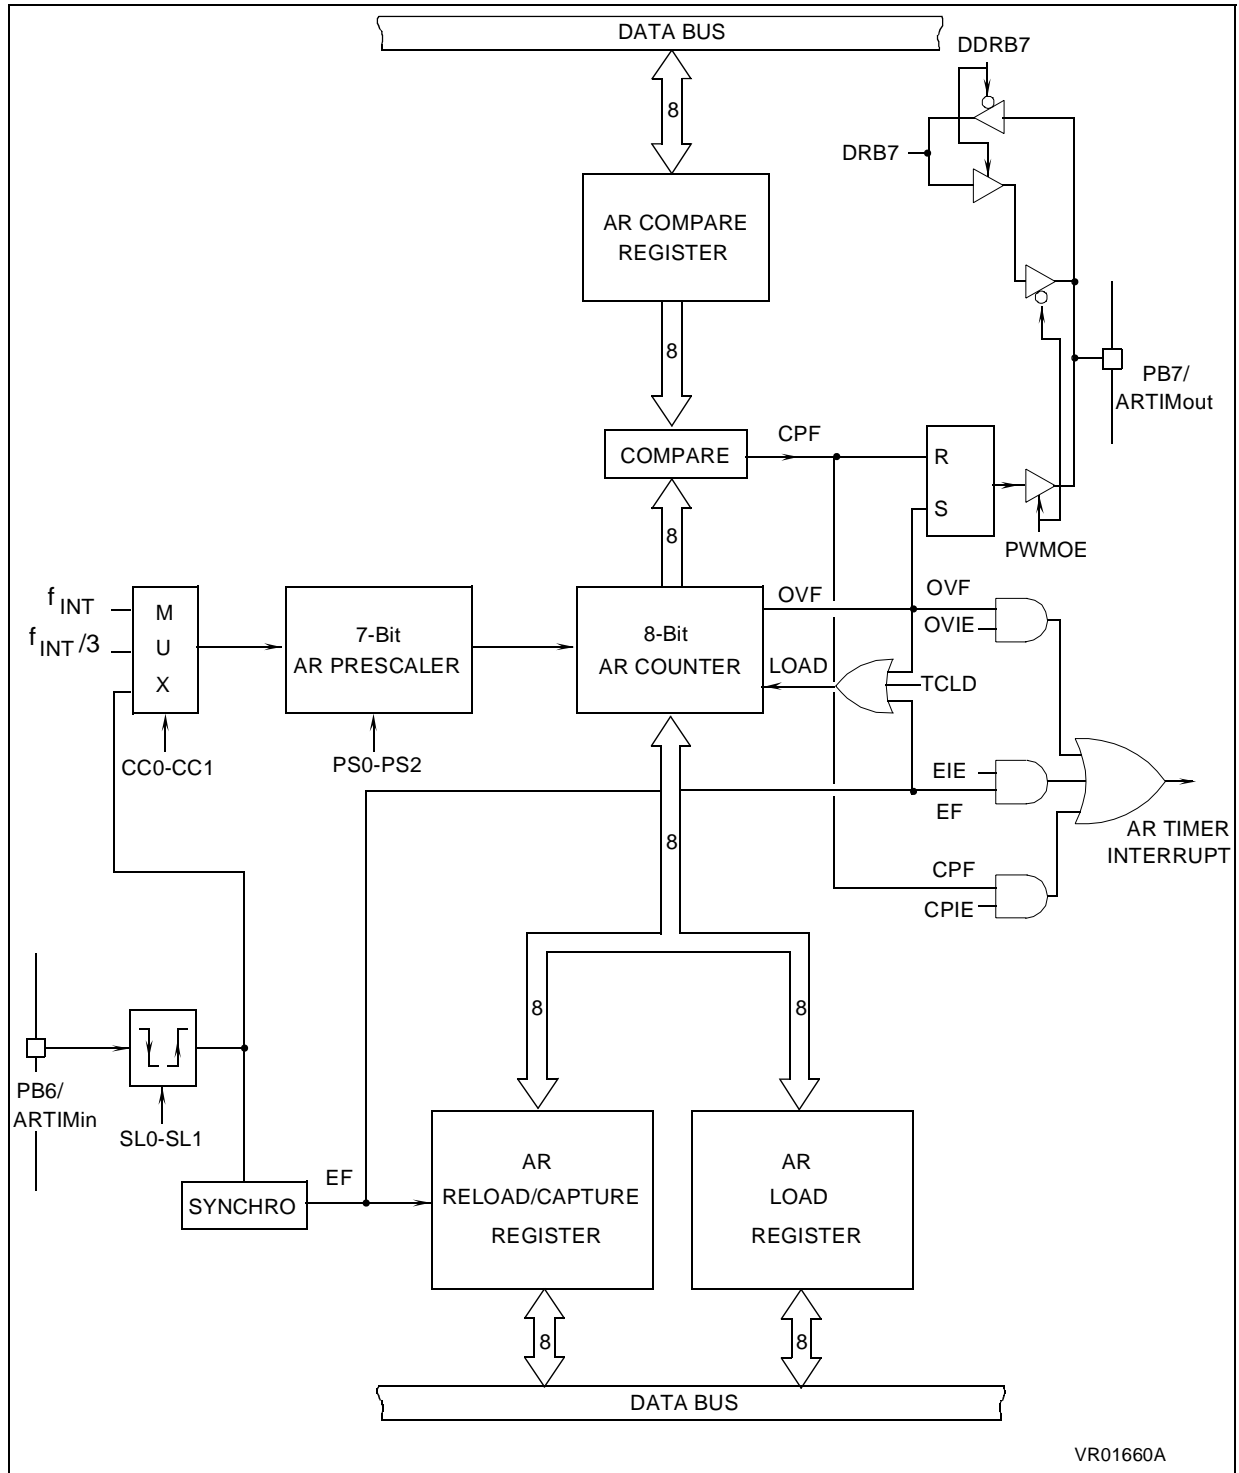 DATA BUS
DDRB7
8
DRB7
AR COMPARE
REGISTER
8
PB7/
ARTIMout
CPF
COMPARE
R
S
8
PWMOE
f INT
f INT /3
M
U
X
7-Bit
AR PRESCALER
8-Bit
AR COUNTER
OVF
OVF
OVIE
LOAD
TCLD
CC0-CC1
PS0-PS2
EIE
EF
AR TIMER
INTERRUPT
8
CPF
CPIE
8
8
PB6/
ARTIMin
SL0-SL1
EF
SYNCHRO
AR
RELOAD/CAPTURE
REGISTER
AR
LOAD
REGISTER
8
8
DATA BUS
VR01660A